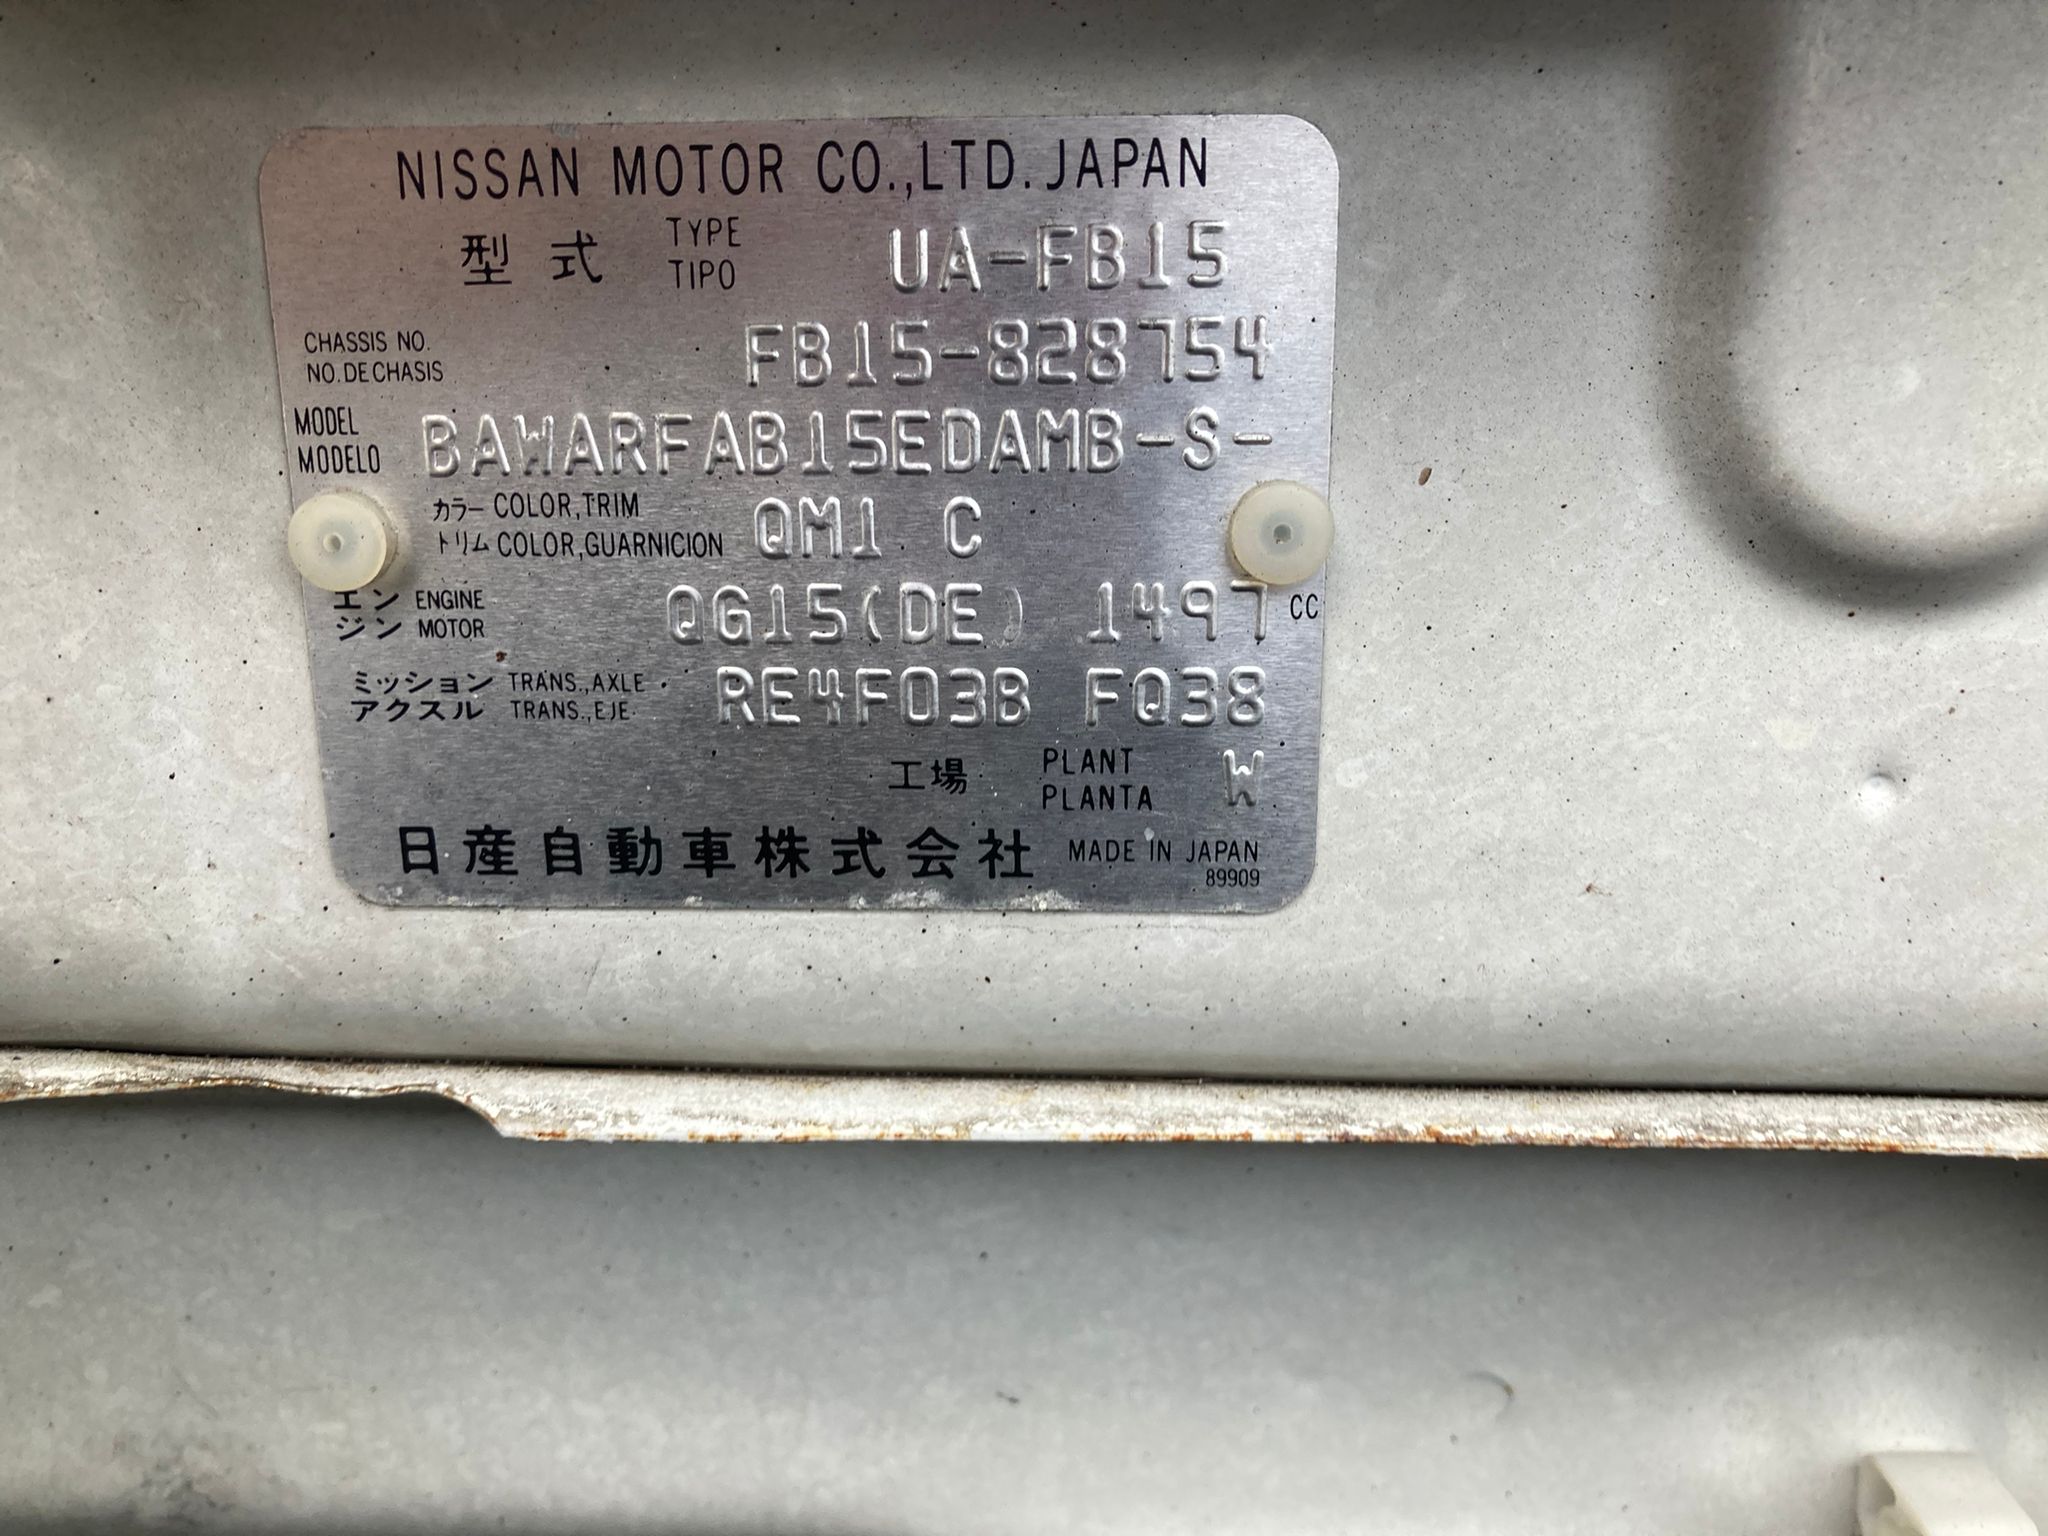 NISSAN MOTOR CO.,LTD. JAPAN
型式 TYPE TIPO UA-FB15
CHASSIS NO. NO. DE CHASIS FB15-828754
MODEL MODELO BAWARFAB15EDAMB-S-
カラー COLOR,TRIM QM1 C
トリム COLOR,GUARNICION
エン ENGINE QG15(DE) 1497 CC
ジン MOTOR
ミッション TRANS.,AXLE RE4F03B FQ38
アクスル TRANS.,EJE
工場 PLANT PLANTA W
日産自動車株式会社 MADE IN JAPAN
89909